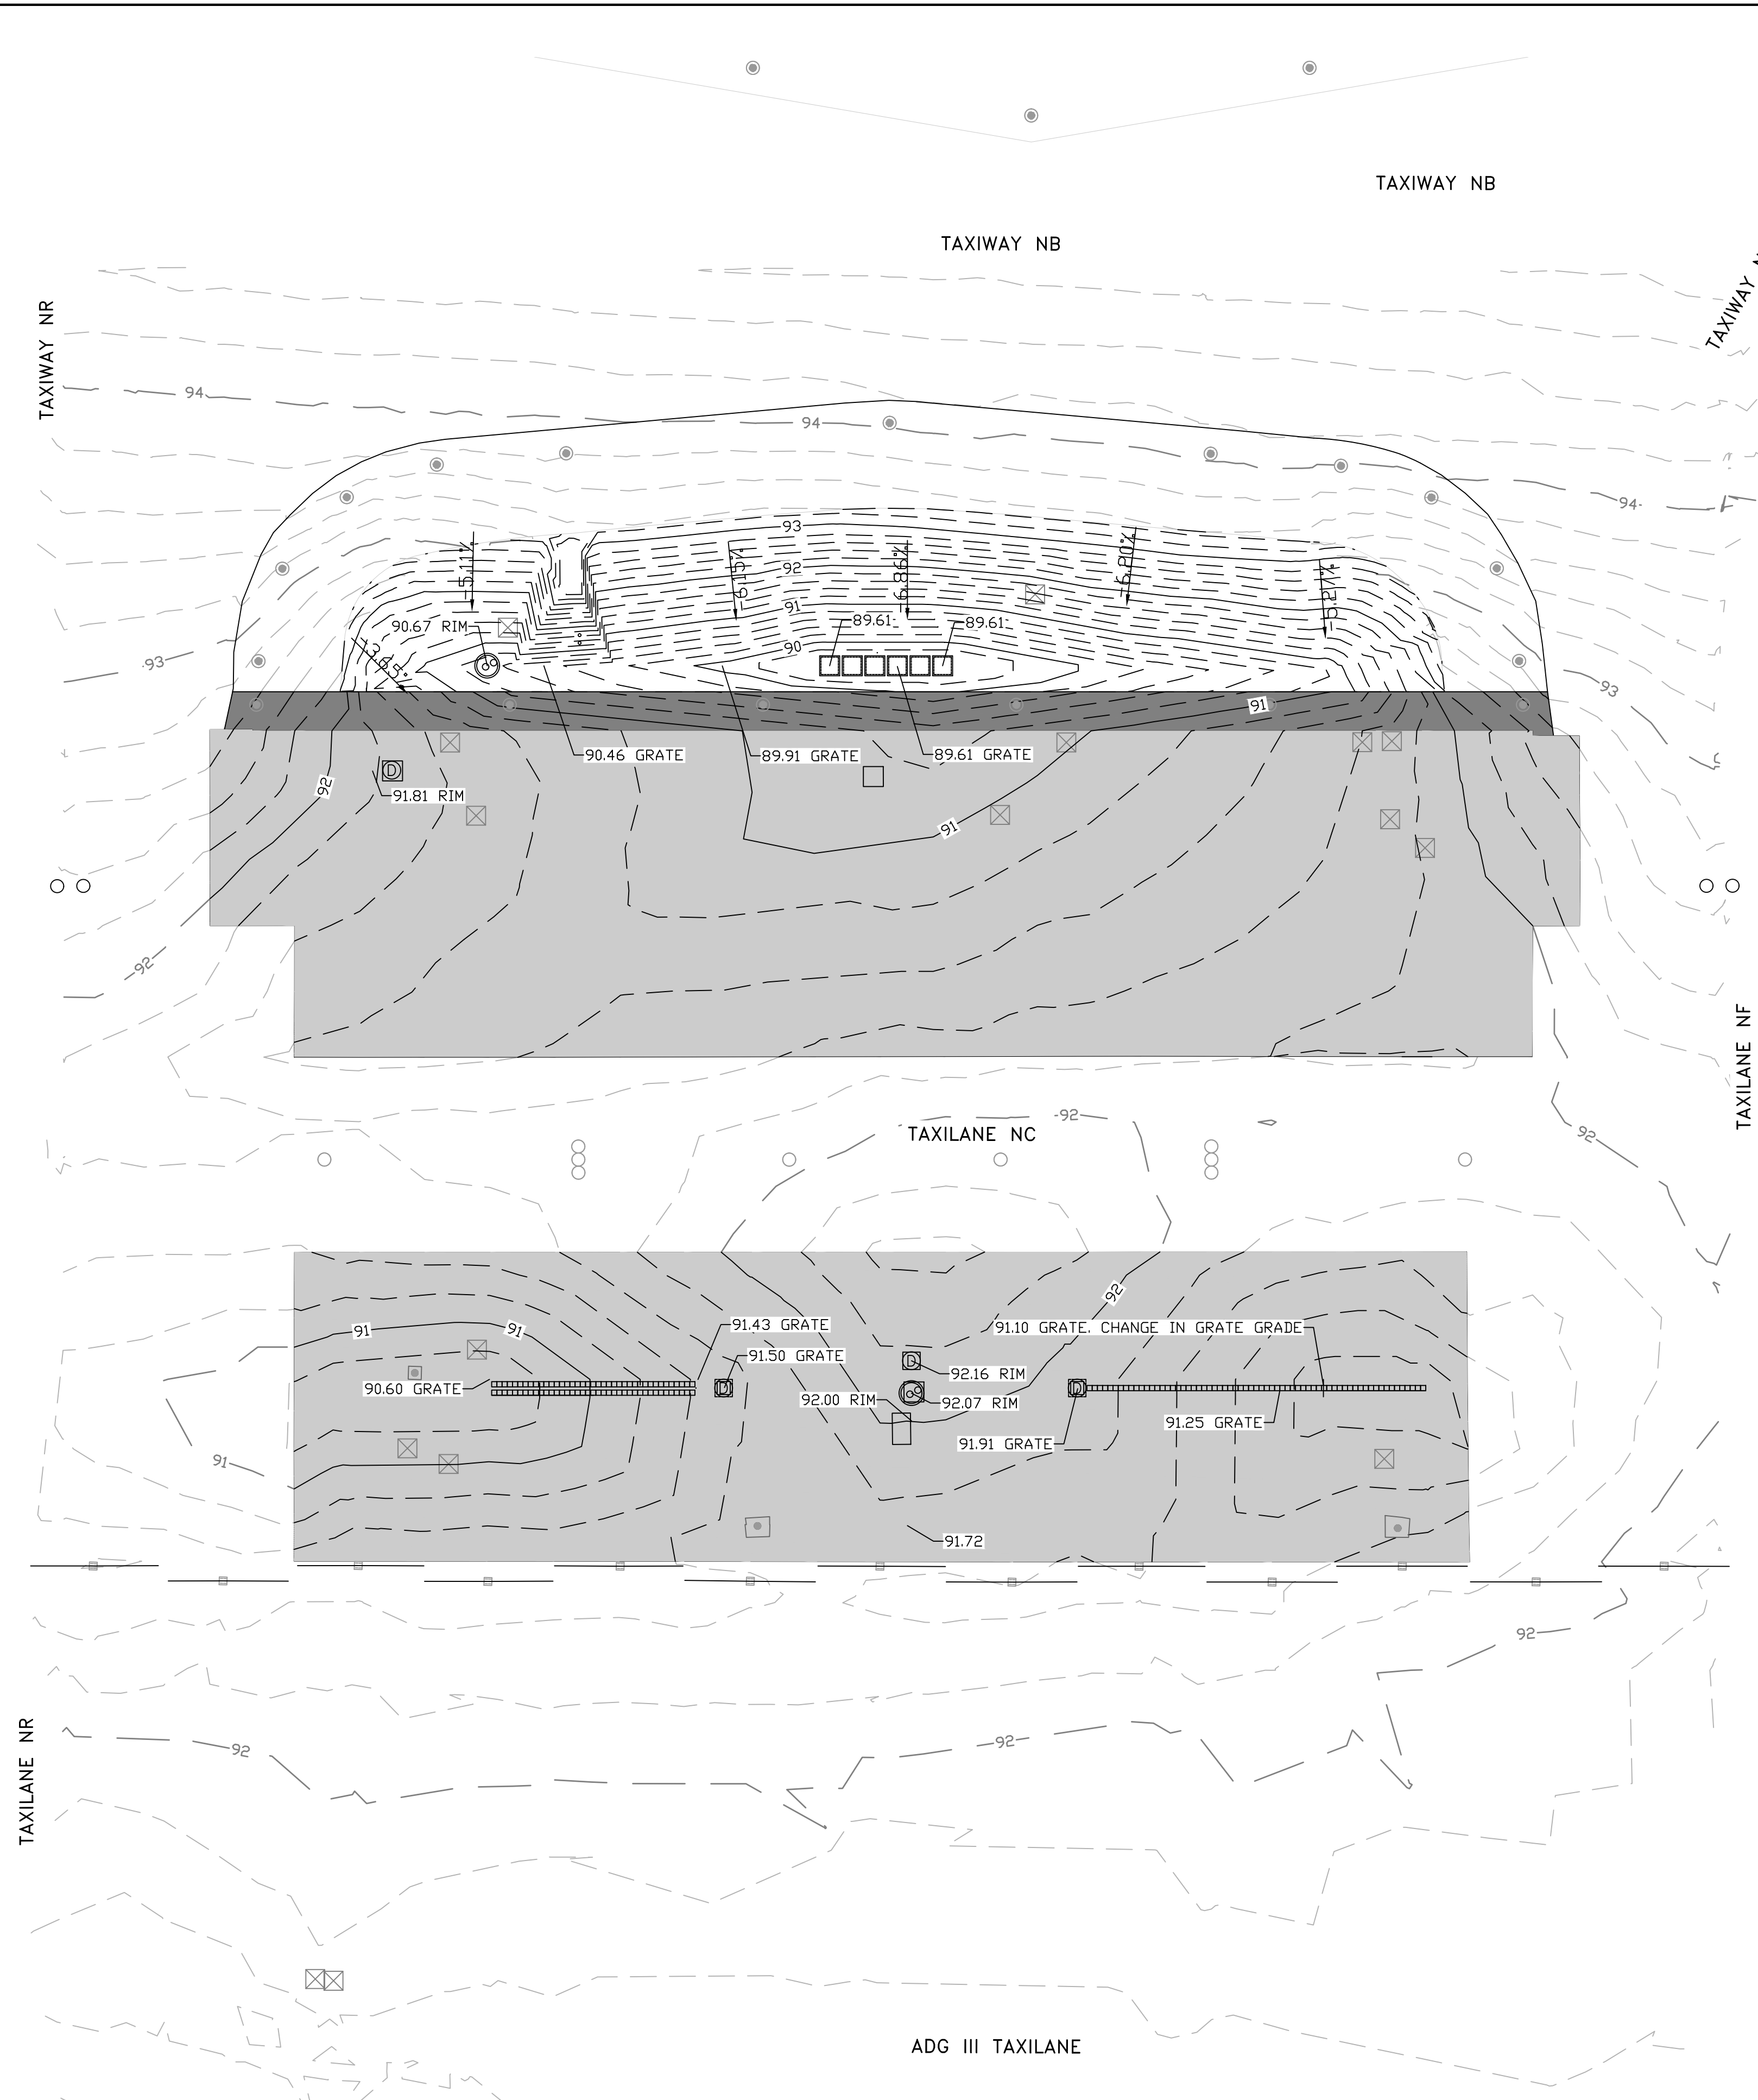 TAXIWAY NB
TAXIWAY NB
TAXIWAY NR
TAXIWAY
94
94
94-
93
-5.11%
-6.15%
-6.86%
-6.20%
92
91
90.67 RIM
89.61-
89.61-
90
-93
93
91
90.46 GRATE
89.91 GRATE
89.61 GRATE
92
91.81 RIM
91
-92
TAXILANE NF
-92
TAXILANE NC
92
92
91.43 GRATE
91.10 GRATE. CHANGE IN GRATE GRADE
91
91
91.50 GRATE
92.16 RIM
90.60 GRATE
92.00 RIM
92.07 RIM
91.25 GRATE
91.91 GRATE
91
91.72
92
TAXILANE NR
92
92
ADG III TAXILANE